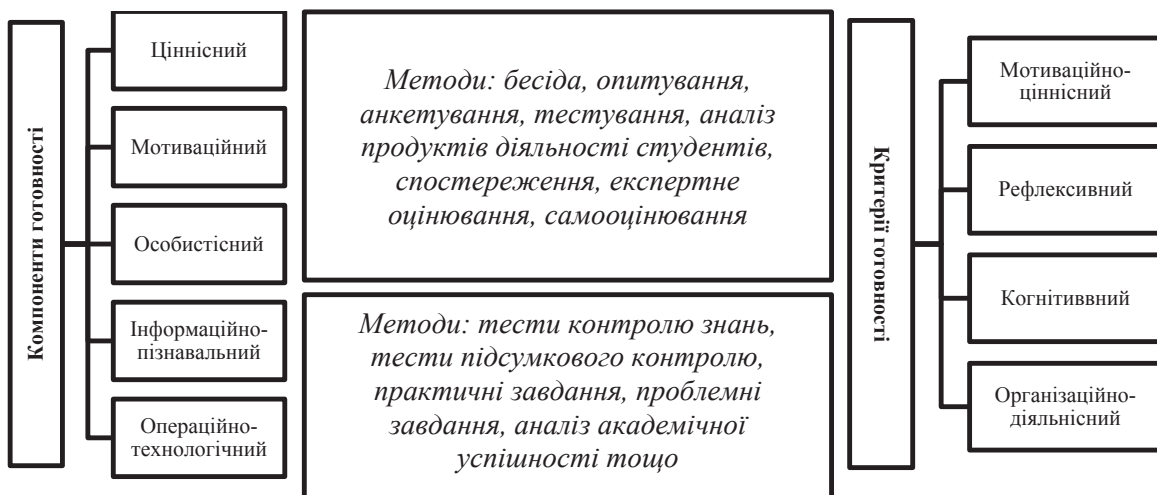 Компоненти готовності
Ціннісний
Мотиваційний
Особистісний
Інформаційно-
пізнавальний
Операційно-
технологічний
Методи: бесіда, опитування,
анкетування, тестування, аналіз
продуктів діяльності студентів,
спостереження, експертне
оцінювання, самооцінювання
Методи: тести контролю знань,
тести підсумкового контролю,
практичні завдання, проблемні
завдання, аналіз академічної
успішності тощо
Критерії готовності
Мотиваційно-
ціннісний
Рефлексивний
Когнітиввний
Організаційно-
діяльнісний